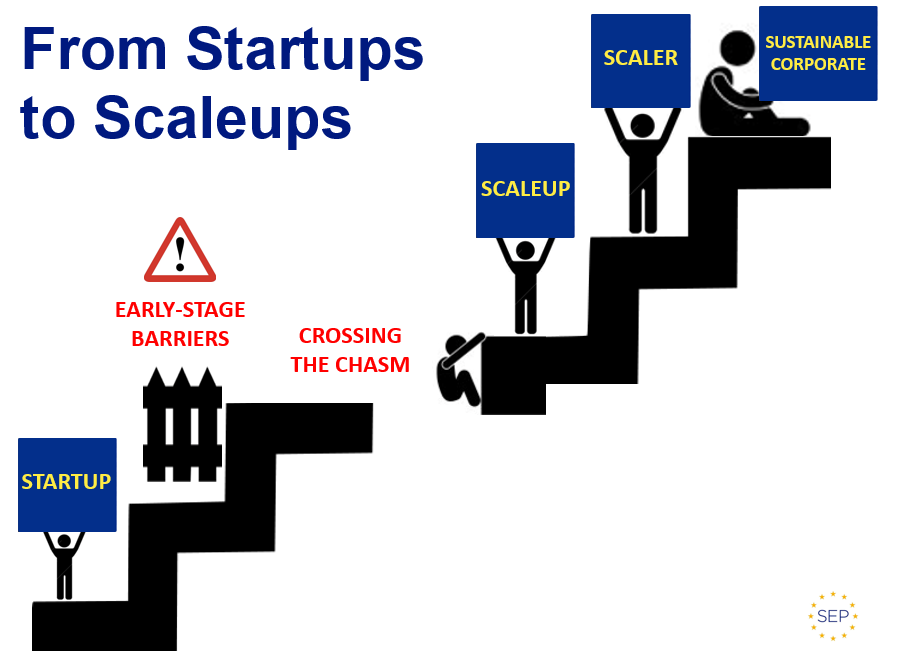 From Startups
to Scaleups
SUSTAINABLE
CORPORATE
SCALER
SCALEUP
EARLY-STAGE
BARRIERS
CROSSING
THE CHASM
STARTUP
SEP